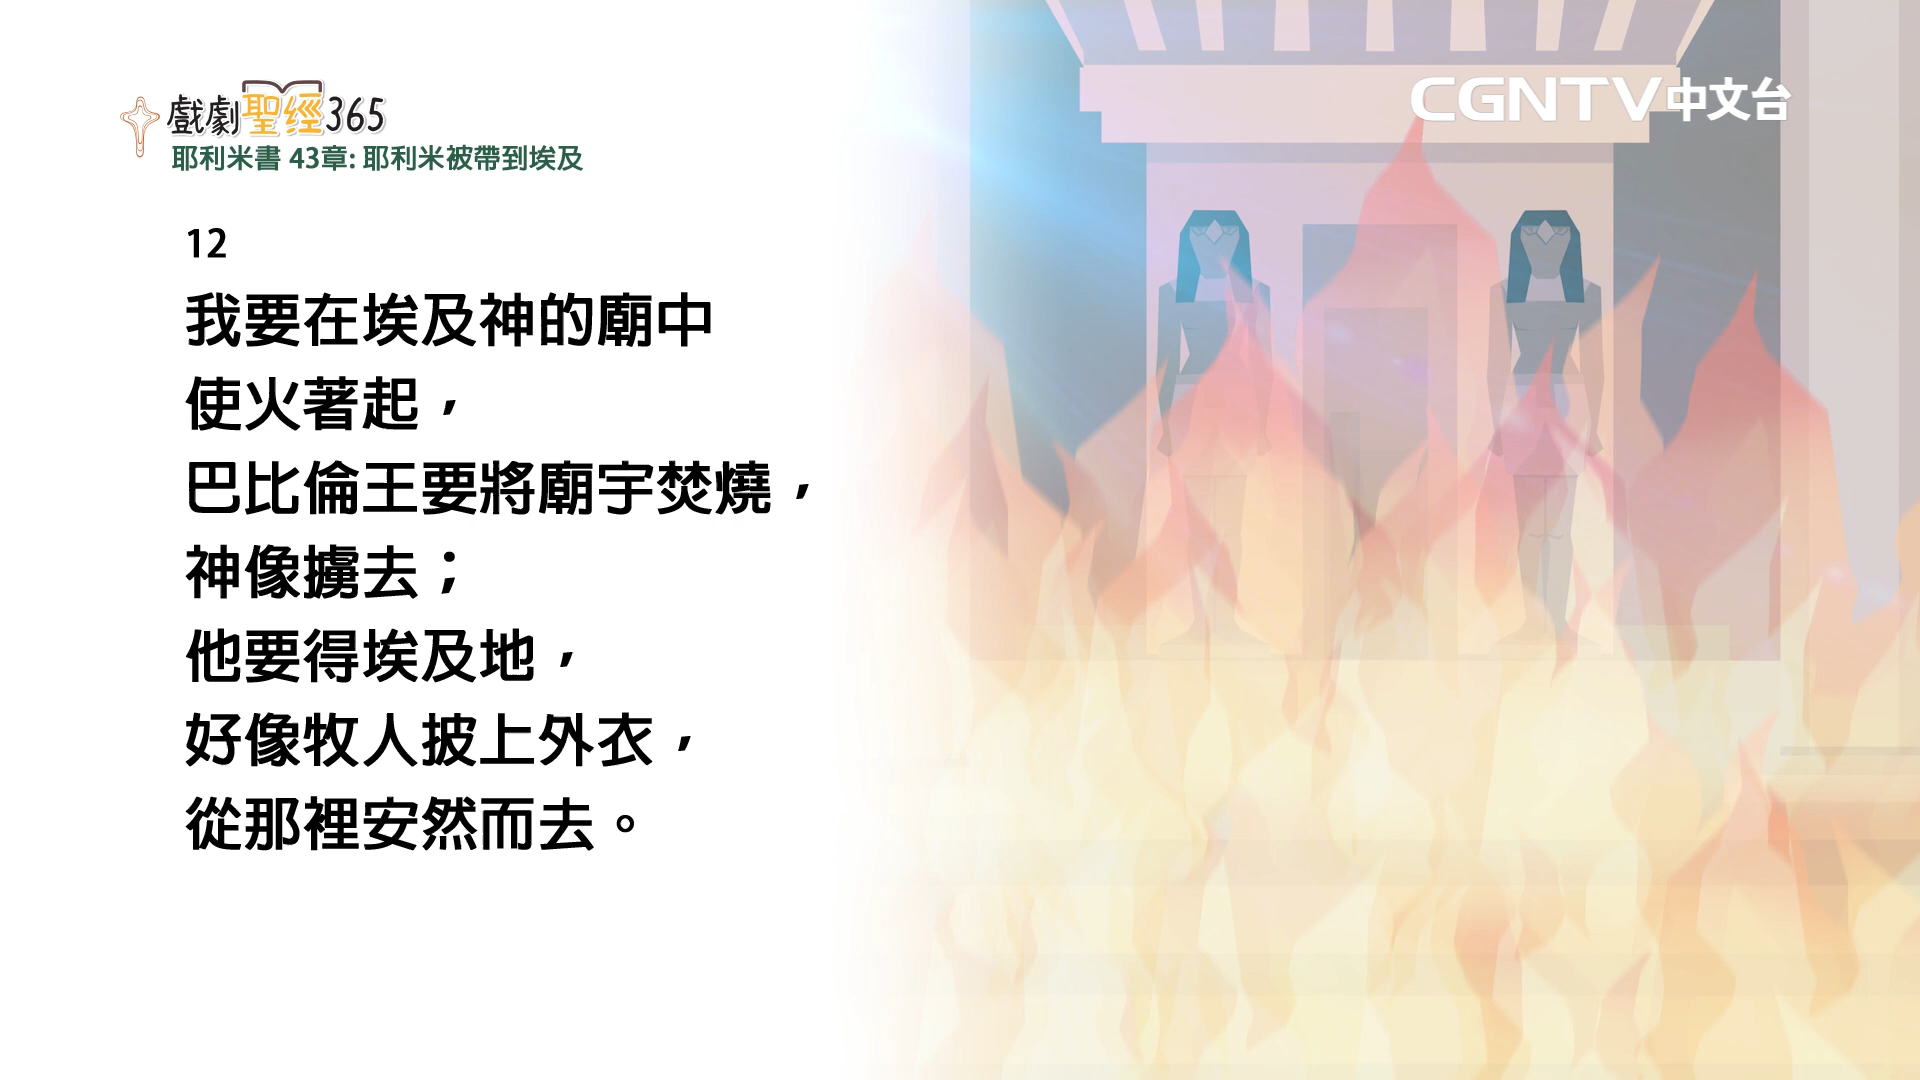 戲劇聖經365
CGNTV中文台
耶利米書 43章: 耶利米被帶到埃及
12
我要在埃及神的廟中
使火著起，
巴比倫王要將廟宇焚燒，
神像擄去；
他要得埃及地，
好像牧人披上外衣，
從那裡安然而去。